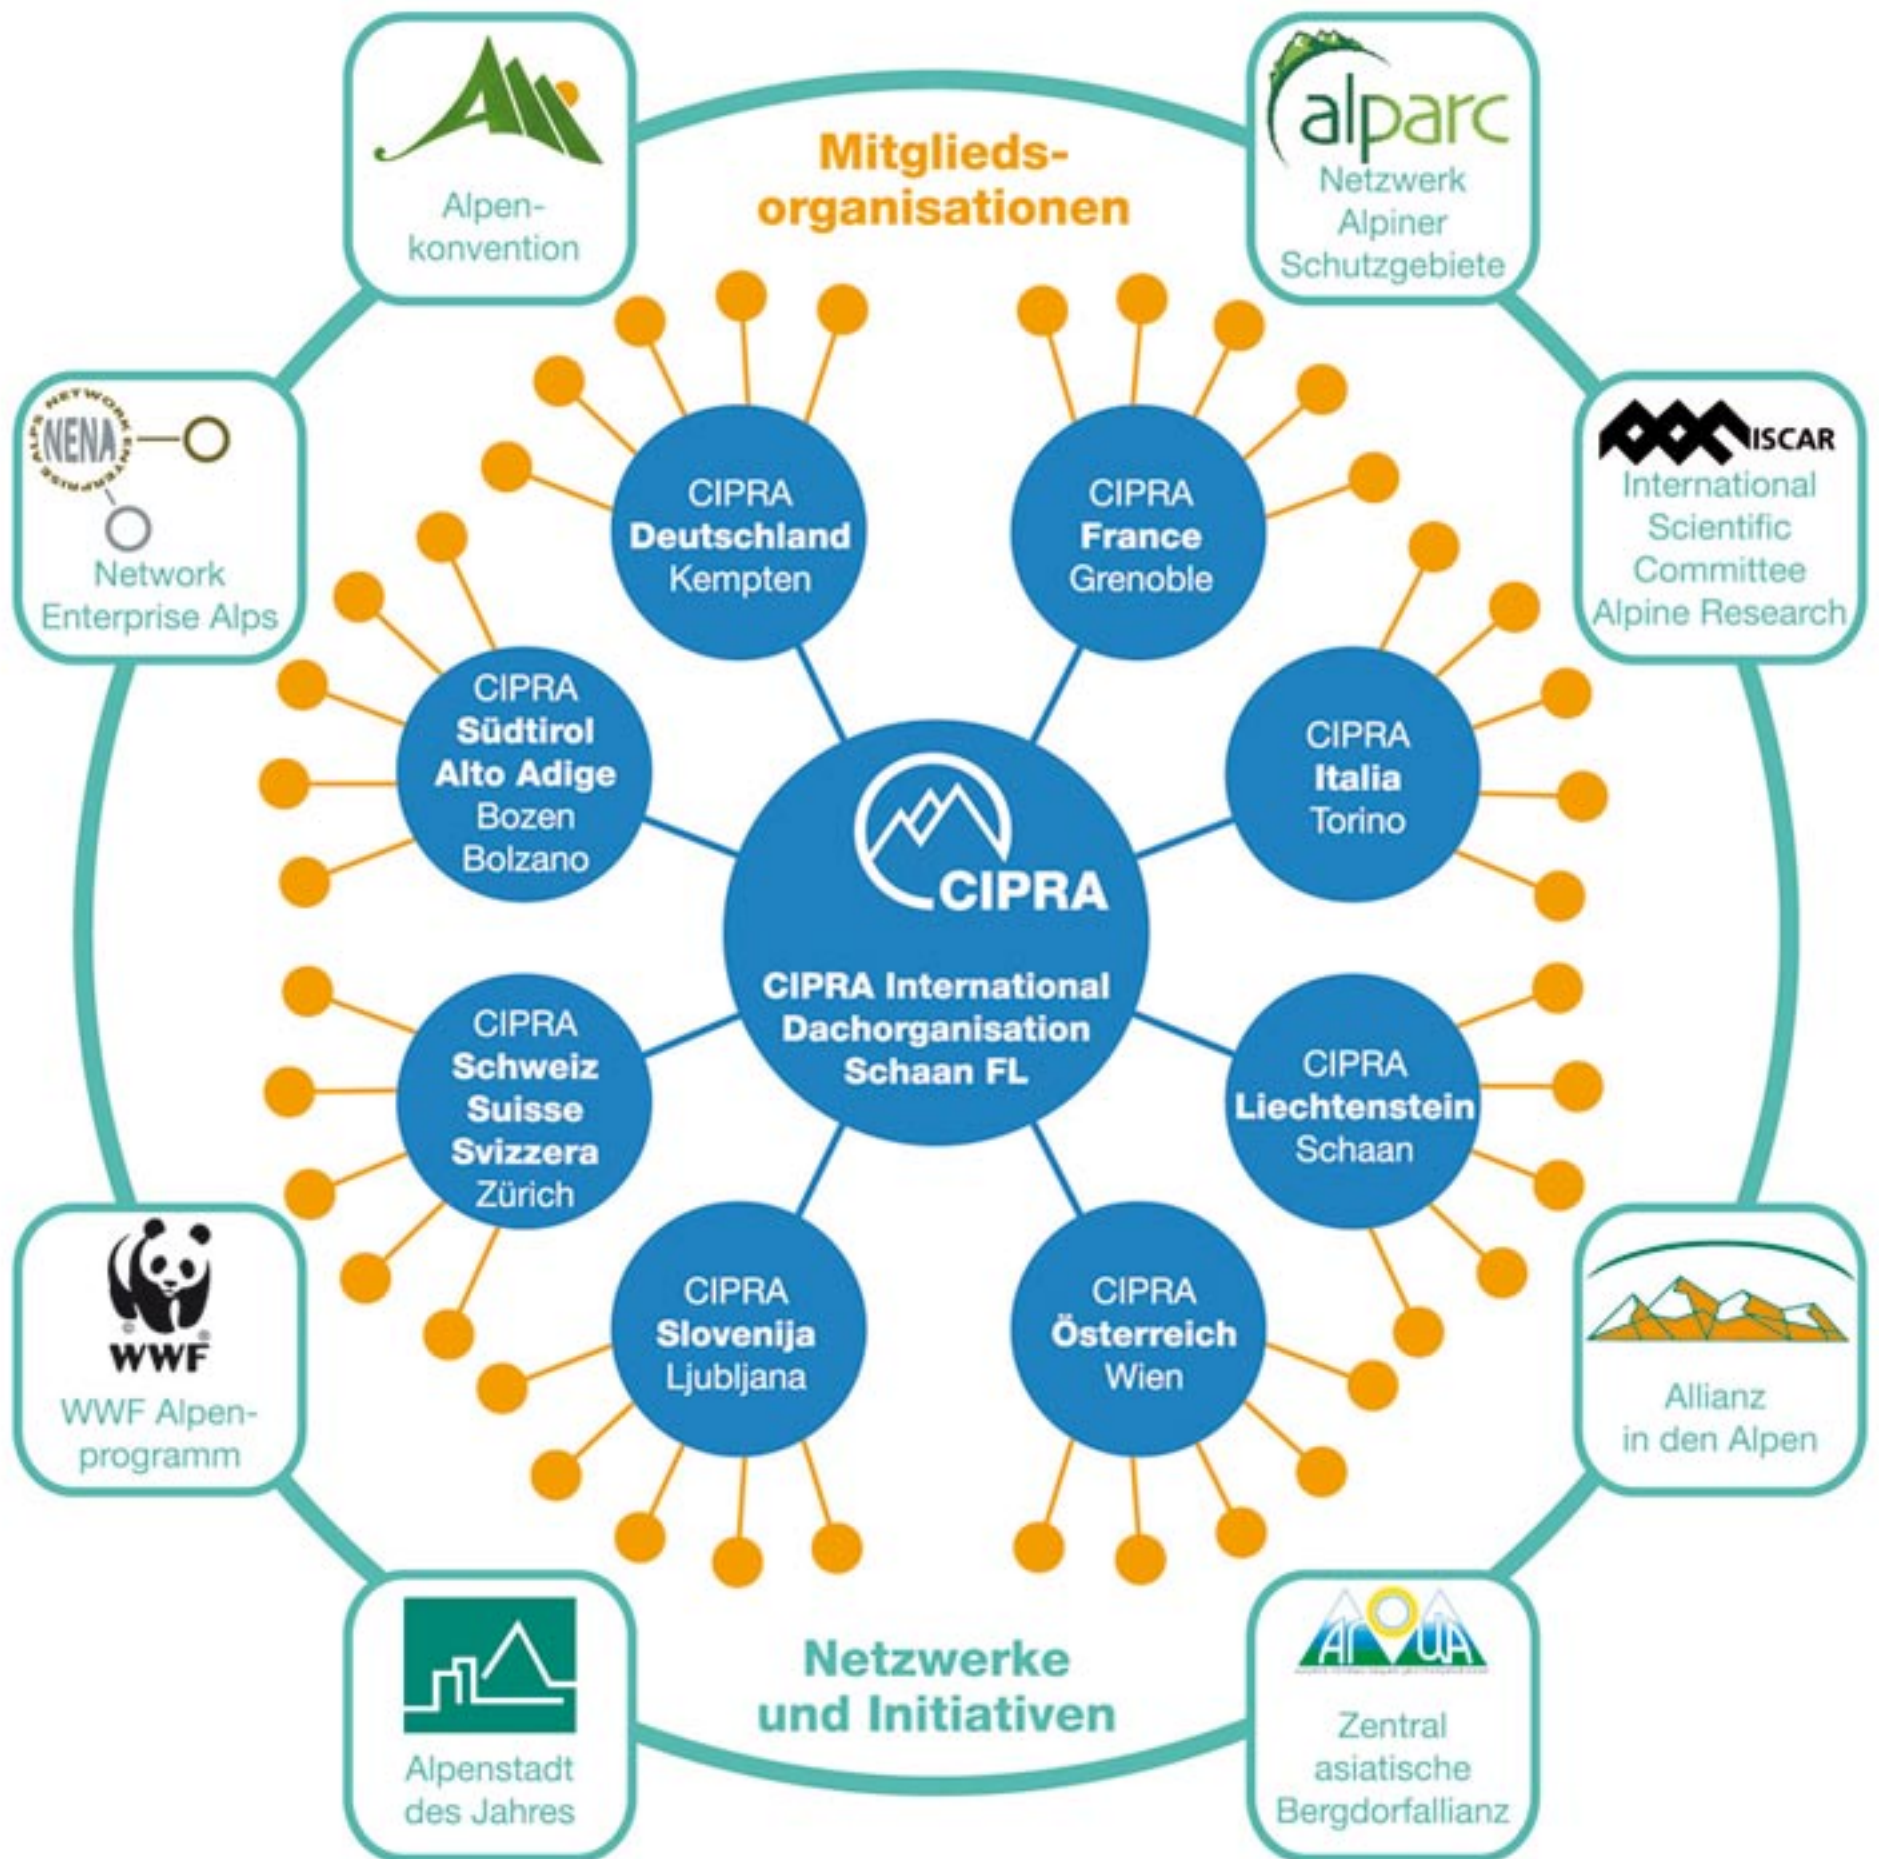 Alpen-
konvention
Mitglieds-
organisationen
alparc
Netzwerk
Alpiner
Schutzgebiete
NETWORK ENTERPRISE ALPS
NENA
Network
Enterprise Alps
ISCAR
International
Scientific
Committee
Alpine Research
CIPRA
Deutschland
Kempten
CIPRA
France
Grenoble
CIPRA
Südtirol
Alto Adige
Bozen
Bolzano
CIPRA
Italia
Torino
CIPRA
CIPRA International
Dachorganisation
Schaan FL
CIPRA
Schweiz
Suisse
Svizzera
Zürich
CIPRA
Liechtenstein
Schaan
CIPRA
Slovenija
Ljubljana
CIPRA
Österreich
Wien
© ®
WWF
WWF Alpen-
programm
Allianz
in den Alpen
Alpenstadt
des Jahres
Netzwerke
und Initiativen
Zentral
asiatische
Bergdorfallianz